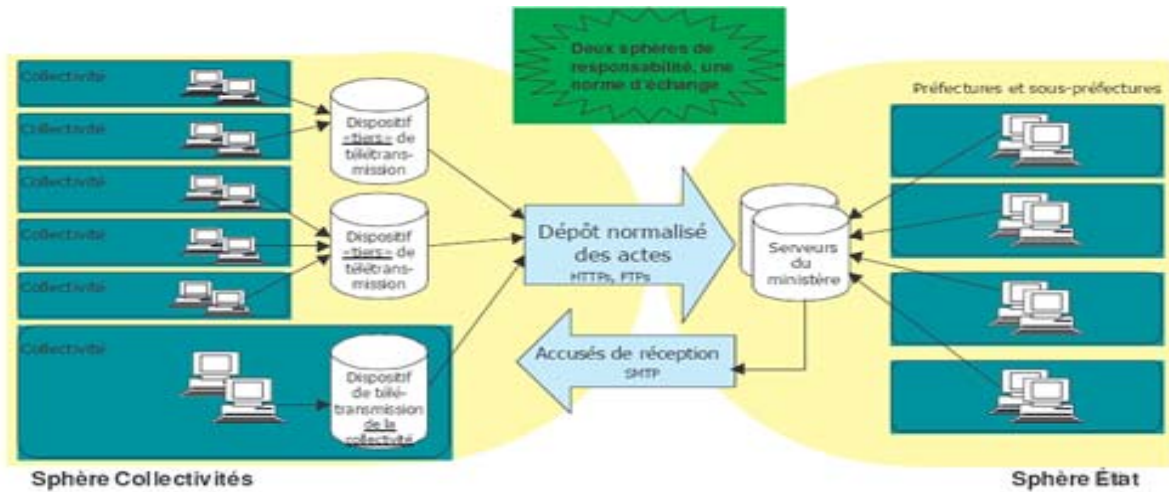 Deux sphères de
responsabilité, une
norme d'échange
Collectivité
Collectivité
Collectivité
Collectivité
Collectivité
Collectivité
Dispositif
«tiers» de
télétrans-
mission
Dispositif
«tiers» de
télétrans-
mission
Dispositif
de télé-
transmission
de la
collectivité
Dépôt normalisé
des actes
HTTPs, FTPs
Accusés de réception
SMTP
Serveurs
du
ministère
Préfectures et sous-préfectures
Sphère Collectivités
Sphère État